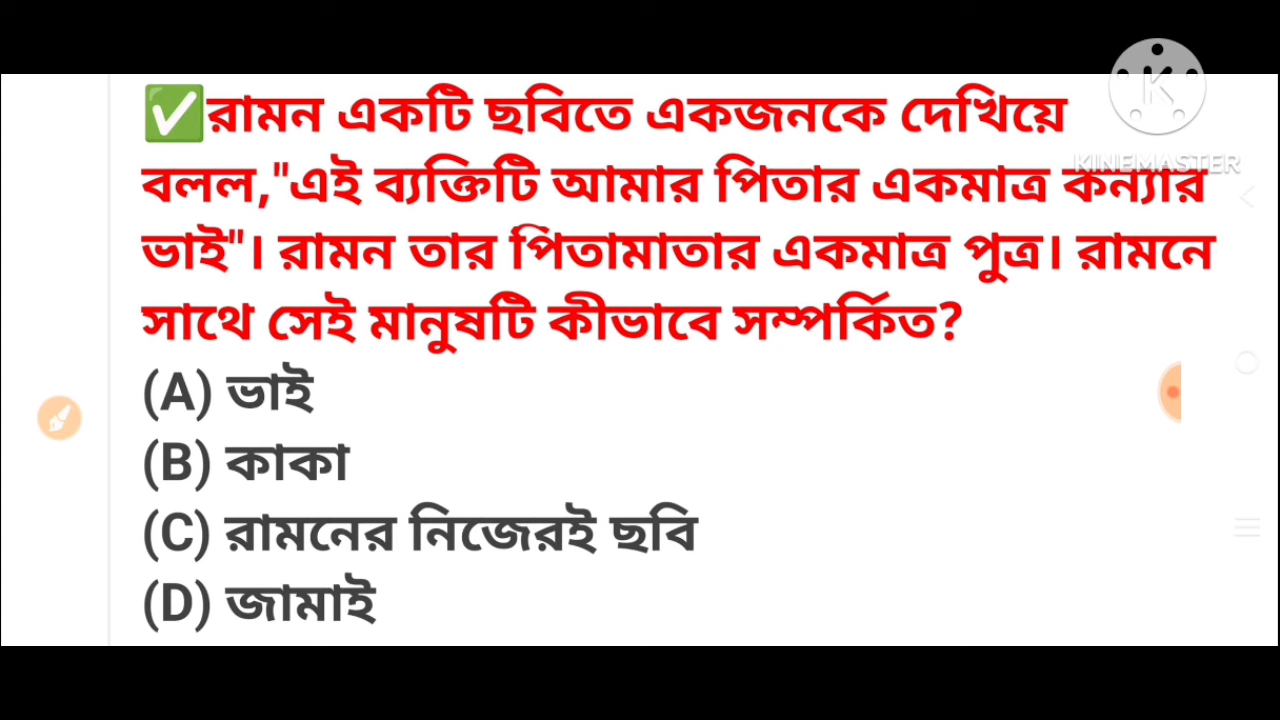 ✅রামন একটি ছবিতে একজনকে দেখিয়ে
বলল,"এই ব্যক্তিটি আমার পিতার একমাত্র কন্যার
ভাই"। রামন তার পিতামাতার একমাত্র পুত্র। রামনে
সাথে সেই মানুষটি কীভাবে সম্পর্কিত?
(A) ভাই
(B) কাকা
(C) রামনের নিজেরই ছবি
(D) জামাই
KINEMASTER